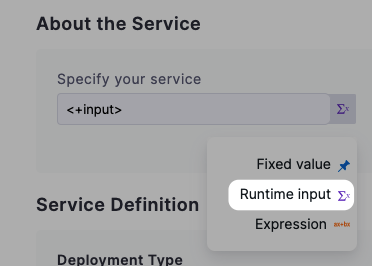 About the Service
Specify your service
<+input>
Fixed value
Runtime input
Service Definition
Expression
Deployment Type